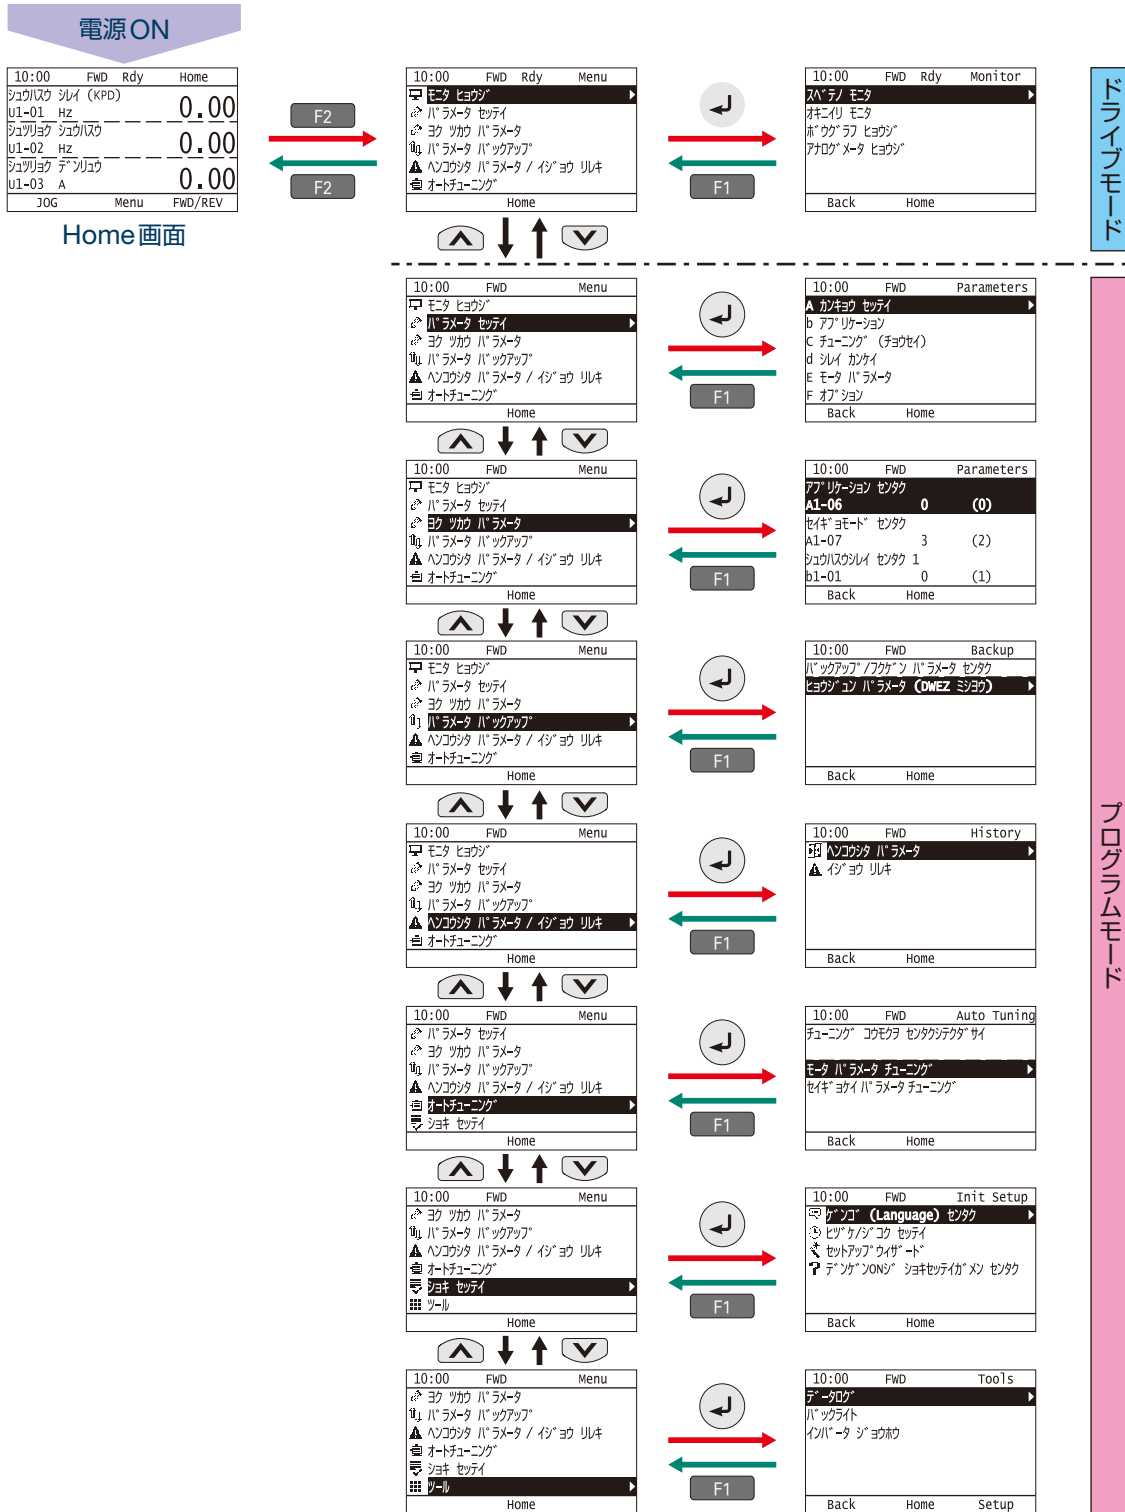 電源ON
10:00 FWD Rdy Home
シュウハスウ シレイ (KPD)
U1-01 Hz 0.00
シュツリョク シュウハスウ
U1-02 Hz 0.00
シュツリョク デンリュウ
U1-03 A 0.00
JOG Menu FWD/REV
Home画面
F2
F2
10:00 FWD Rdy Menu
モニタ ヒョウジ
パラメータ セッテイ
ヨク ツカウ パラメータ
パラメータ バックアップ
ヘンコウシタ パラメータ / イジョウ リレキ
オートチューニング
Home
F1
10:00 FWD Rdy Monitor
スベテノ モニタ
オキニイリ モニタ
ボウグラフ ヒョウジ
アナログメータ ヒョウジ
Back Home
ドライブモード
10:00 FWD Menu
モニタ ヒョウジ
パラメータ セッテイ
ヨク ツカウ パラメータ
パラメータ バックアップ
ヘンコウシタ パラメータ / イジョウ リレキ
オートチューニング
Home
F1
10:00 FWD Parameters
A カンキョウ セッテイ
b アプリケーション
C チューニング (チョウセイ)
d シレイ カンケイ
E モータ パラメータ
F オプション
Back Home
10:00 FWD Menu
モニタ ヒョウジ
パラメータ セッテイ
ヨク ツカウ パラメータ
パラメータ バックアップ
ヘンコウシタ パラメータ / イジョウ リレキ
オートチューニング
Home
F1
10:00 FWD Parameters
アプリケーション センタク
A1-06 0 (0)
セイギョモード センタク
A1-07 3 (2)
シュウハスウシレイ センタク 1
b1-01 0 (1)
Back Home
10:00 FWD Menu
モニタ ヒョウジ
パラメータ セッテイ
ヨク ツカウ パラメータ
パラメータ バックアップ
ヘンコウシタ パラメータ / イジョウ リレキ
オートチューニング
Home
F1
10:00 FWD Backup
バックアップ/フクゲン パラメータ センタク
ヒョウジュン パラメータ (DWEZ ミシヨウ)
Back Home
10:00 FWD Menu
モニタ ヒョウジ
パラメータ セッテイ
ヨク ツカウ パラメータ
パラメータ バックアップ
ヘンコウシタ パラメータ / イジョウ リレキ
オートチューニング
Home
F1
10:00 FWD History
ヘンコウシタ パラメータ
イジョウ リレキ
Back Home
10:00 FWD Menu
パラメータ セッテイ
ヨク ツカウ パラメータ
パラメータ バックアップ
ヘンコウシタ パラメータ / イジョウ リレキ
オートチューニング
ショキ セッテイ
Home
F1
10:00 FWD Auto Tuning
チューニング コウモクヲ センタクシテクダサイ
モータ パラメータ チューニング
セイギョケイ パラメータ チューニング
Back Home
10:00 FWD Menu
ヨク ツカウ パラメータ
パラメータ バックアップ
ヘンコウシタ パラメータ / イジョウ リレキ
オートチューニング
ショキ セッテイ
ツール
Home
F1
10:00 FWD Init Setup
ゲンゴ (Language) センタク
ヒヅケ/ジコク セッテイ
セットアップ ウィザード
デンゲンONジ ショキセッテイガメン センタク
Back Home
10:00 FWD Menu
ヨク ツカウ パラメータ
パラメータ バックアップ
ヘンコウシタ パラメータ / イジョウ リレキ
オートチューニング
ショキ セッテイ
ツール
Home
F1
10:00 FWD Tools
データログ
バックライト
インバータ ジョウホウ
Back Home Setup
プログラムモード